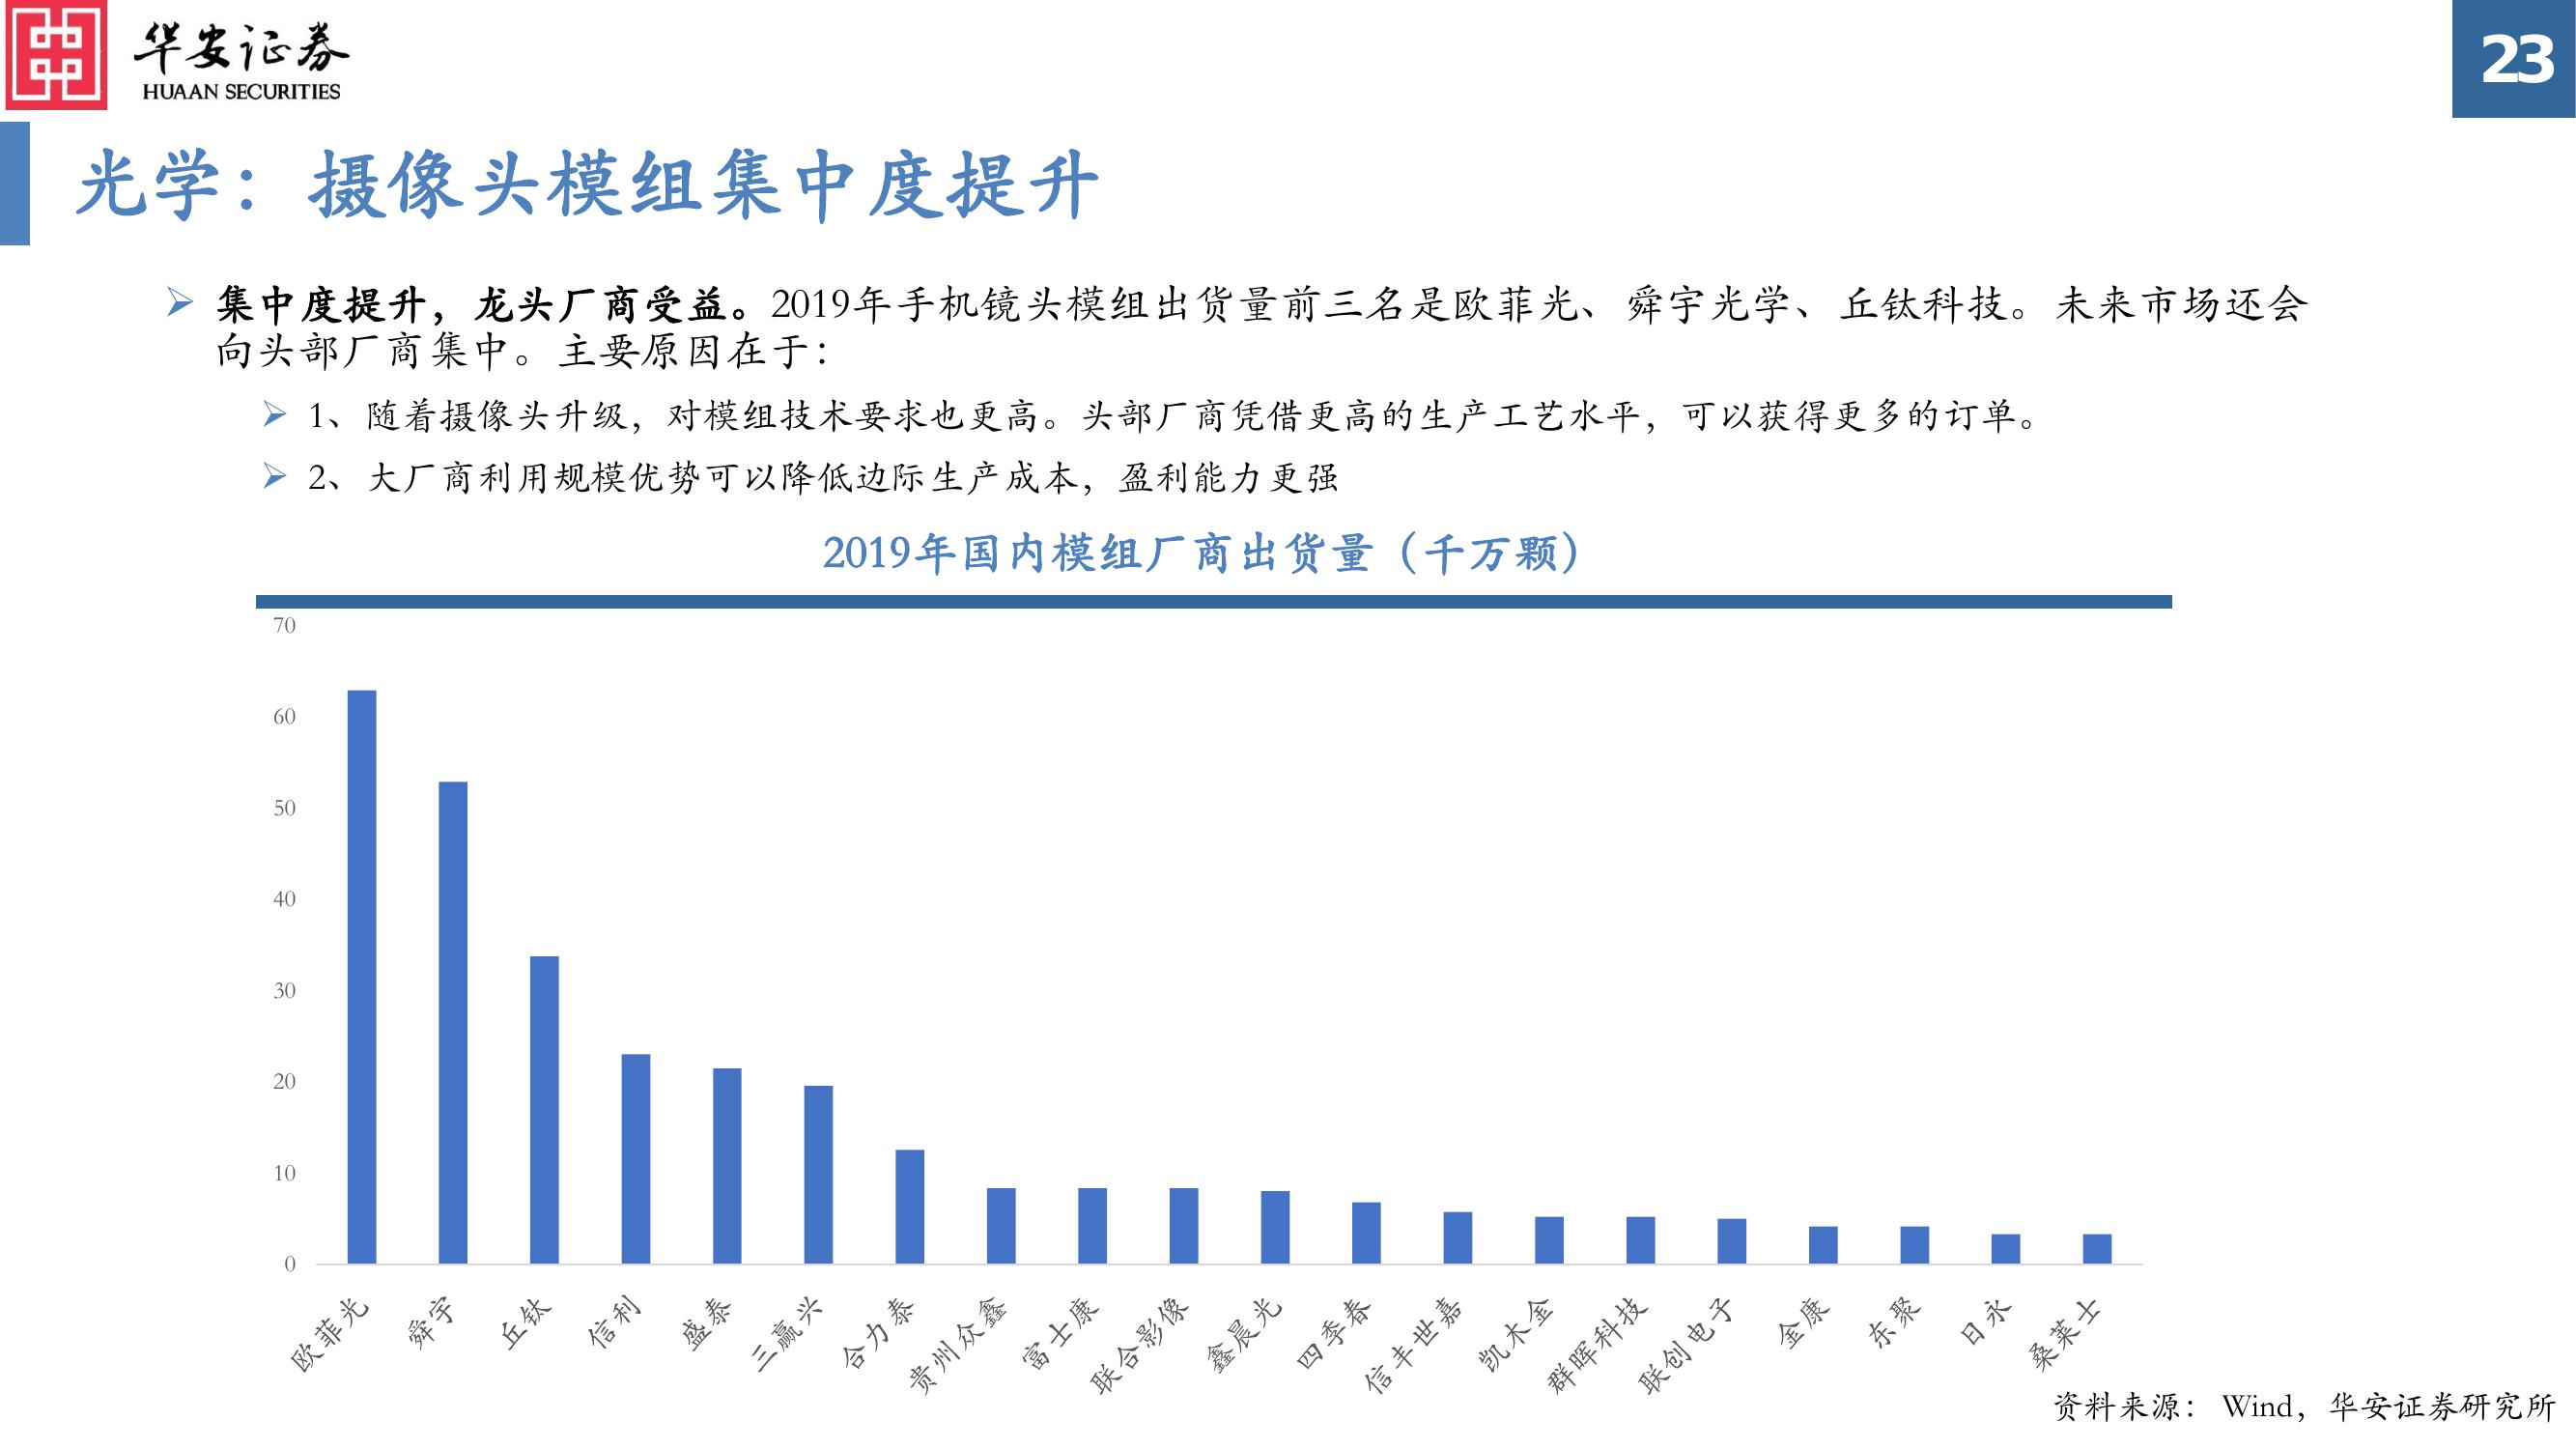 华安证券
HUAAN SECURITIES
23
光学：摄像头模组集中度提升
集中度提升，龙头厂商受益。2019年手机镜头模组出货量前三名是欧菲光、舜宇光学、丘钛科技。未来市场还会
向头部厂商集中。主要原因在于：
1、随着摄像头升级，对模组技术要求也更高。头部厂商凭借更高的生产工艺水平，可以获得更多的订单。
2、大厂商利用规模优势可以降低边际生产成本，盈利能力更强
2019年国内模组厂商出货量（千万颗）
70
60
50
40
30
20
10
0
欧菲光
舜宇
丘钛
信利
盛泰
三赢兴
合力泰
贵州众鑫
富士康
联合影像
鑫晨光
四季春
信丰世嘉
凯木金
群晖科技
联创电子
金康
东聚
日永
桑莱士
资料来源： Wind，华安证券研究所